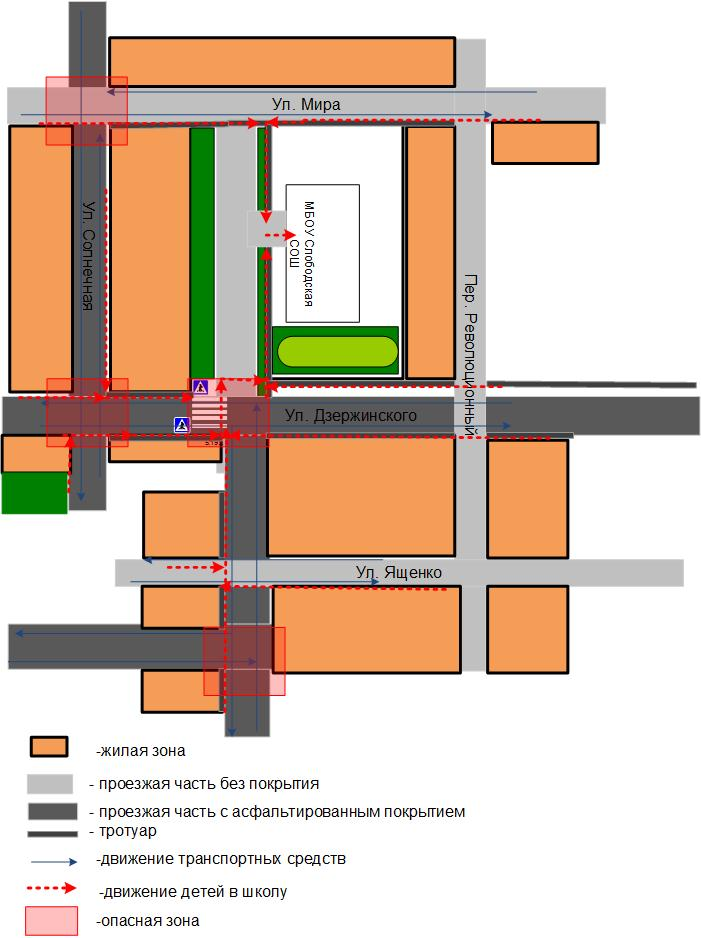 Ул. Мира
Ул. Солнечная
МБОУ Слободская
СОШ
Пер. Революционный
Ул. Дзержинского
Ул. Ященко
-жилая зона
- проезжая часть без покрытия
- проезжая часть с асфальтированным покрытием
- тротуар
-движение транспортных средств
-движение детей в школу
-опасная зона